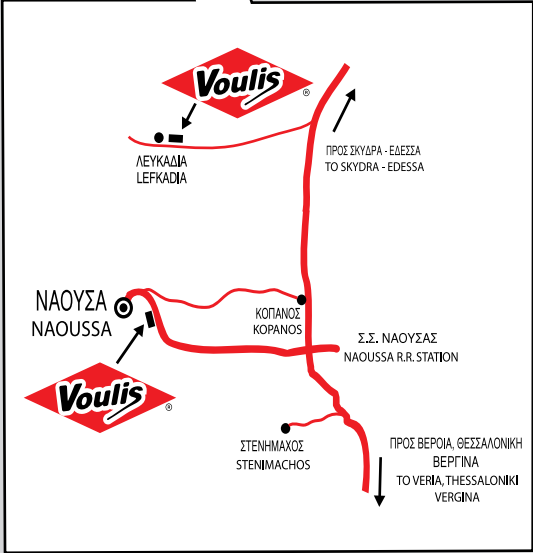 Voulis
®
ΛΕΥΚΑΔΙΑ
LEFKADIA
ΠΡΟΣ ΣΚΥΔΡΑ - ΕΔΕΣΣΑ
TO SKYDRA - EDESSA
ΝΑΟΥΣΑ
NAOUSSA
ΚΟΠΑΝΟΣ
KOPANOS
Σ.Σ. ΝΑΟΥΣΑΣ
NAOUSSA R.R. STATION
Voulis
®
ΣΤΕΝΗΜΑΧΟΣ
STENIMACHOS
ΠΡΟΣ ΒΕΡΟΙΑ, ΘΕΣΣΑΛΟΝΙΚΗ
ΒΕΡΓΙΝΑ
TO VERIA, THESSALONIKI
VERGINA